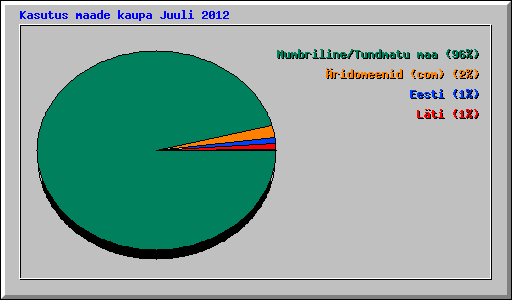 Kasutus maade kaupa Juuli 2012
Numbriline/Tundmatu maa (96%)
Äridomeenid (com) (2%)
Eesti (1%)
Läti (1%)